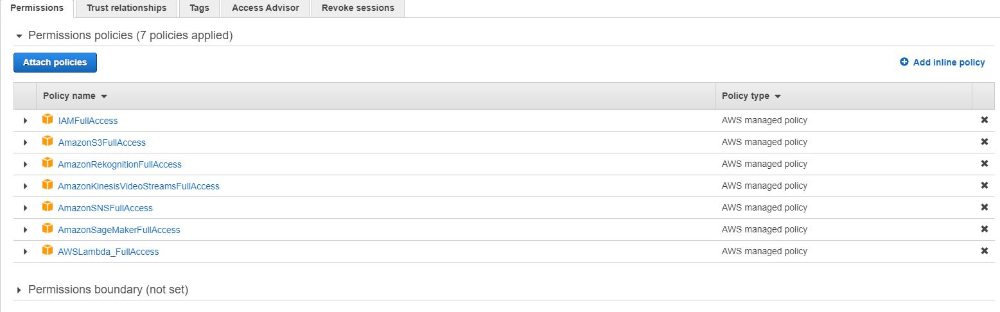 Permissions Trust relationships Tags Access Advisor Revoke sessions
Permissions policies (7 policies applied)
Attach policies Add inline policy
Policy name Policy type
IAMFullAccess AWS managed policy
AmazonS3FullAccess AWS managed policy
AmazonRekognitionFullAccess AWS managed policy
AmazonKinesisVideoStreamsFullAccess AWS managed policy
AmazonSNSFullAccess AWS managed policy
AmazonSageMakerFullAccess AWS managed policy
AWSLambda_FullAccess AWS managed policy
Permissions boundary (not set)